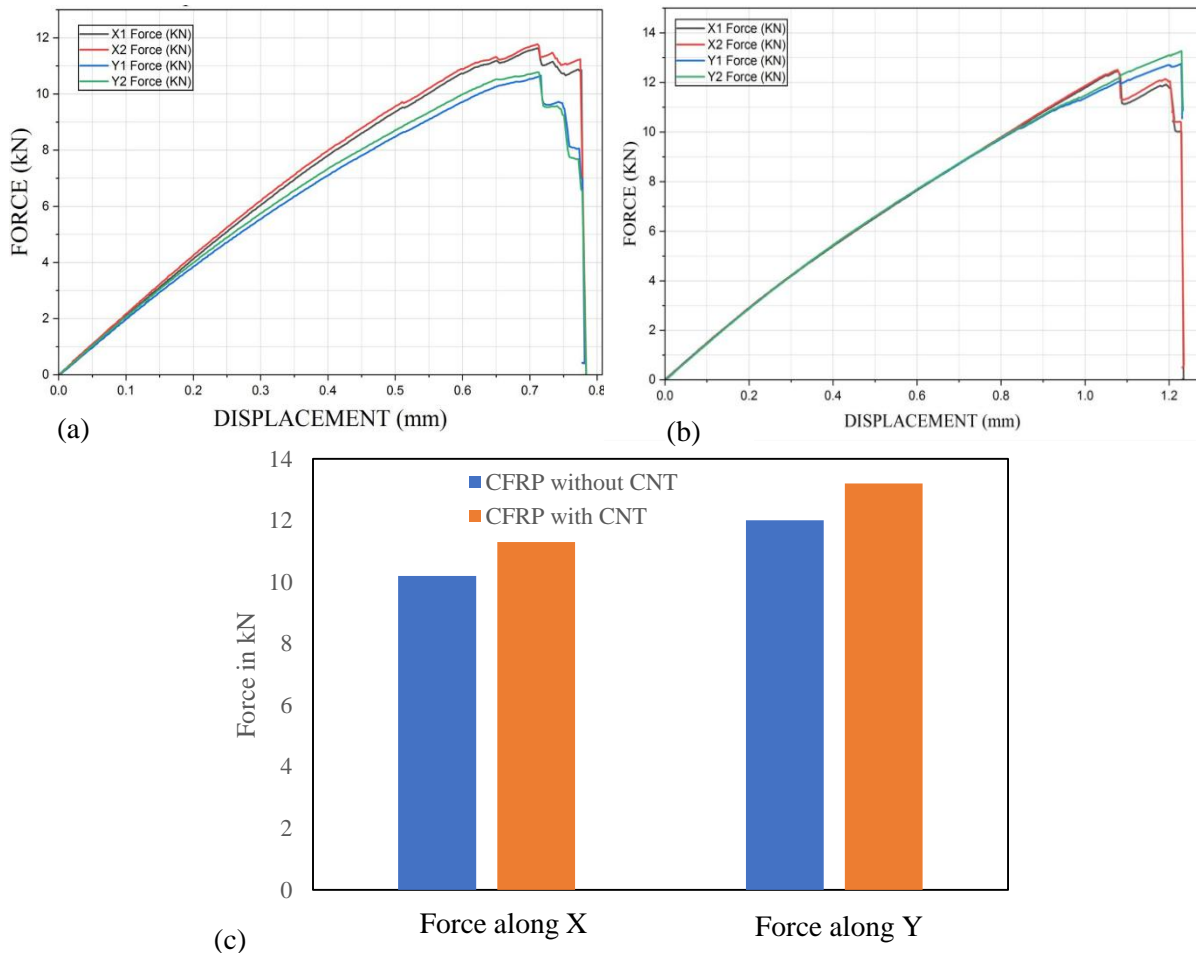 X1 Force (KN)
X2 Force (KN)
Y1 Force (KN)
Y2 Force (KN)
FORCE (kN)
12
10
8
6
4
2
0
0.0 0.1 0.2 0.3 0.4 0.5 0.6 0.7 0.8
DISPLACEMENT (mm)
(a)
X1 Force (KN)
X2 Force (KN)
Y1 Force (KN)
Y2 Force (KN)
FORCE (KN)
14
12
10
8
6
4
2
0
0.0 0.2 0.4 0.6 0.8 1.0 1.2
DISPLACEMENT (mm)
(b)
CFRP without CNT
CFRP with CNT
Force in kN
14
12
10
8
6
4
2
0
Force along X Force along Y
(c)